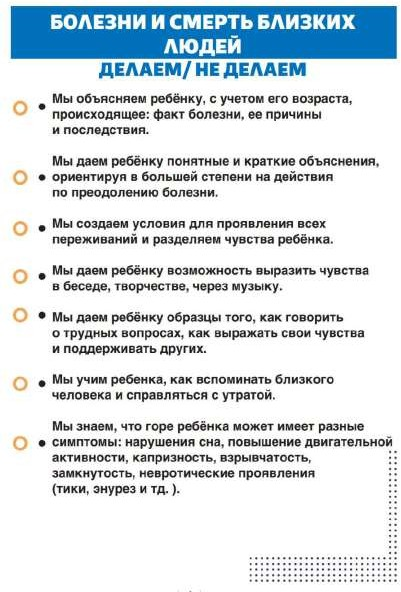 БОЛЕЗНИ И СМЕРТЬ БЛИЗКИХ
ЛЮДЕЙ
ДЕЛАЕМ/ НЕ ДЕЛАЕМ
• Мы объясняем ребёнку, с учетом его возраста,
происходящее: факт болезни, ее причины
и последствия.
Мы даем ребёнку понятные и краткие объяснения,
• ориентируя в большей степени на действия
по преодолению болезни.
• Мы создаем условия для проявления всех
переживаний и разделяем чувства ребёнка.
• Мы даем ребёнку возможность выразить чувства
в беседе, творчестве, через музыку.
• Мы даём ребёнку образцы того, как говорить
о трудных вопросах, как выражать свои чувства
и поддерживать других.
• Мы учим ребенка, как вспоминать близкого
человека и справляться с утратой.
Мы знаем, что горе ребёнка может имеет разные
• симптомы: нарушения сна, повышение двигательной
активности, капризность, взрывчатость,
замкнутость, невротические проявления
(тики, энурез и тд. ).